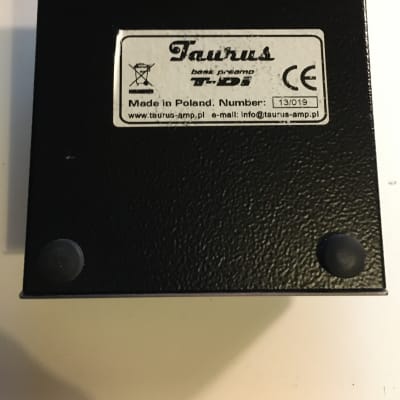 Taurus
bass preamp
T-Di
CE
Made in Poland. Number: 13/019
www.taurus-amp.pl e-mail: info@taurus-amp.pl